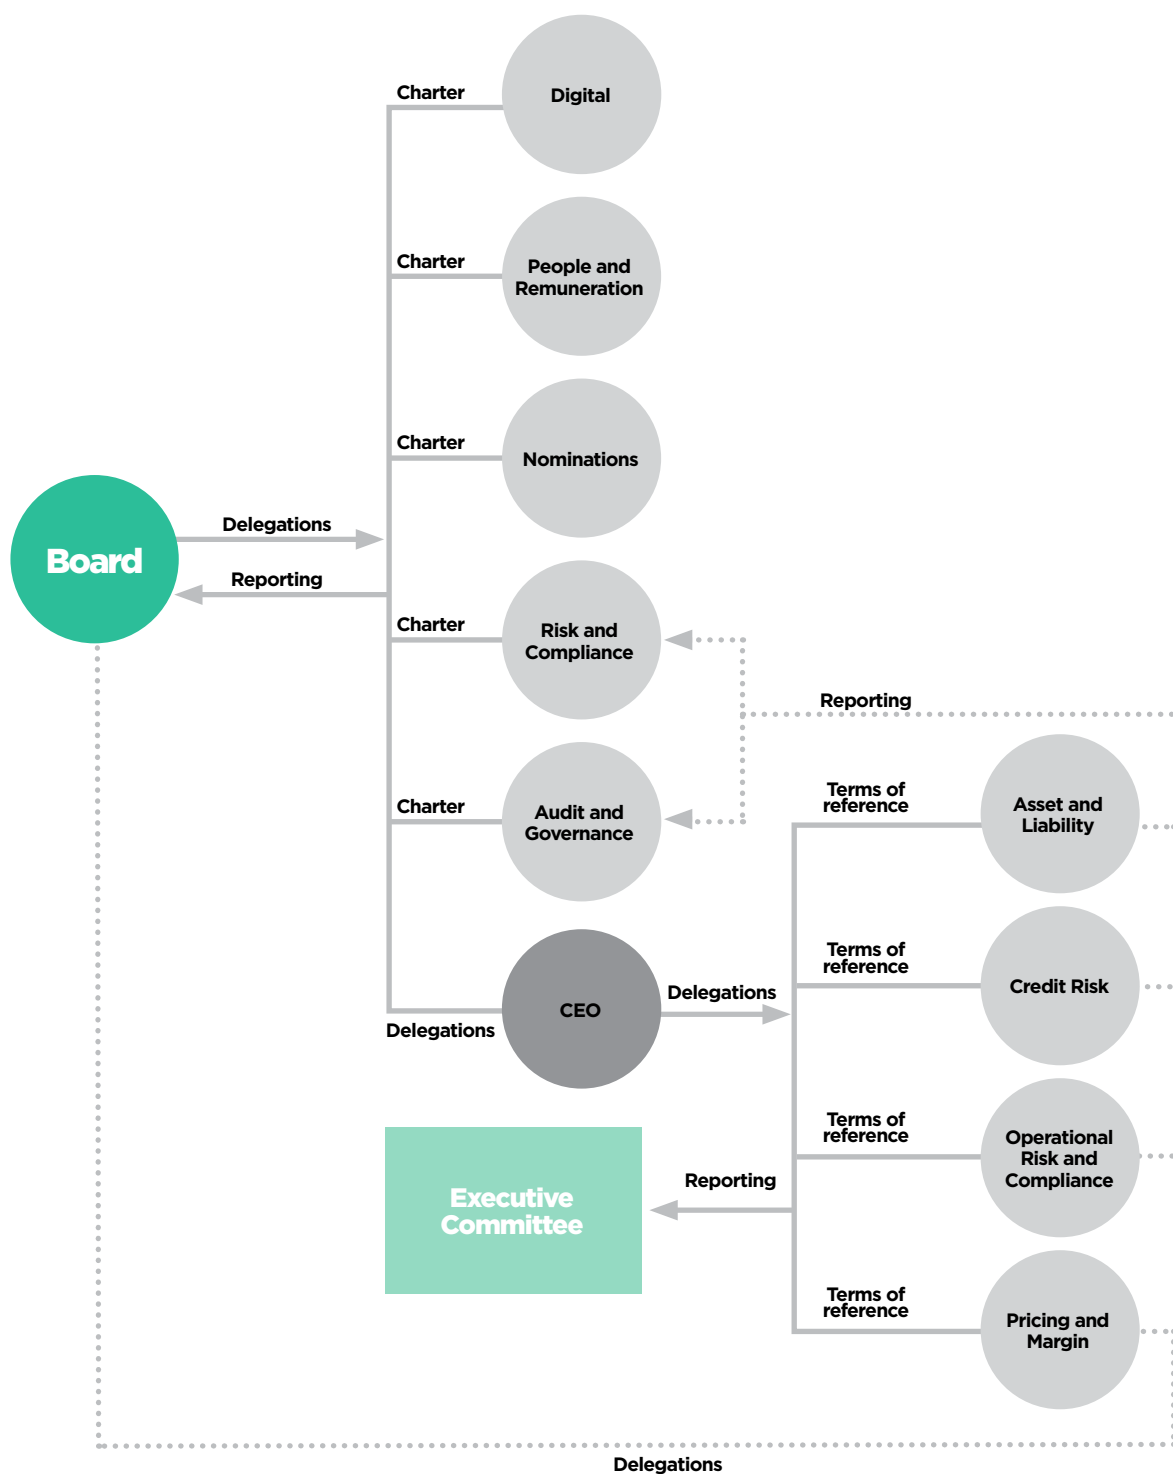 Charter
Digital
Charter
People and
Remuneration
Charter
Nominations
Board
Delegations
Reporting
Charter
Risk and
Compliance
Reporting
Charter
Audit and
Governance
Terms of
reference
Asset and
Liability
Delegations
CEO
Delegations
Terms of
reference
Credit Risk
Executive
Committee
Reporting
Terms of
reference
Operational
Risk and
Compliance
Terms of
reference
Pricing and
Margin
Delegations